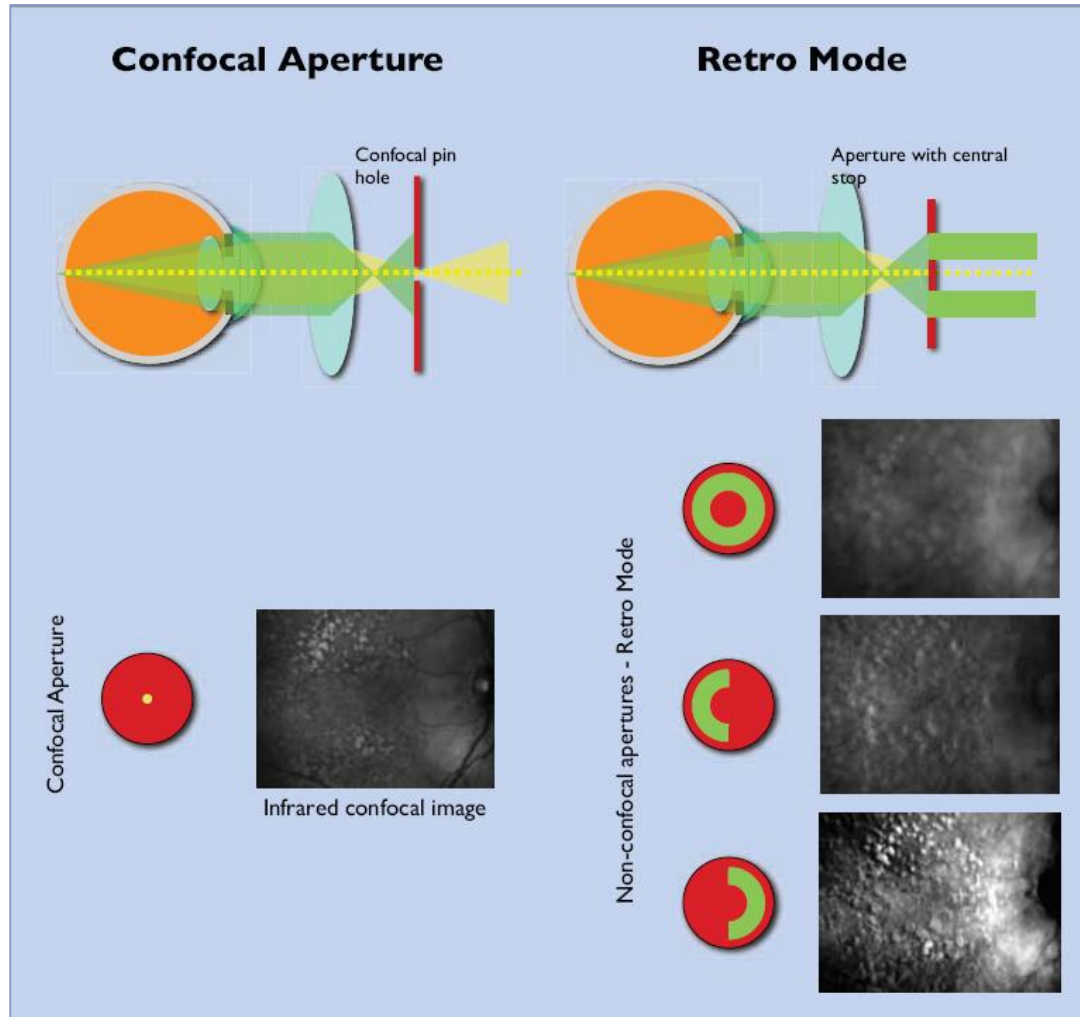 Confocal Aperture
Retro Mode
Confocal pin
hole
Aperture with central
stop
Confocal Aperture
Infrared confocal image
Non-confocal apertures - Retro Mode